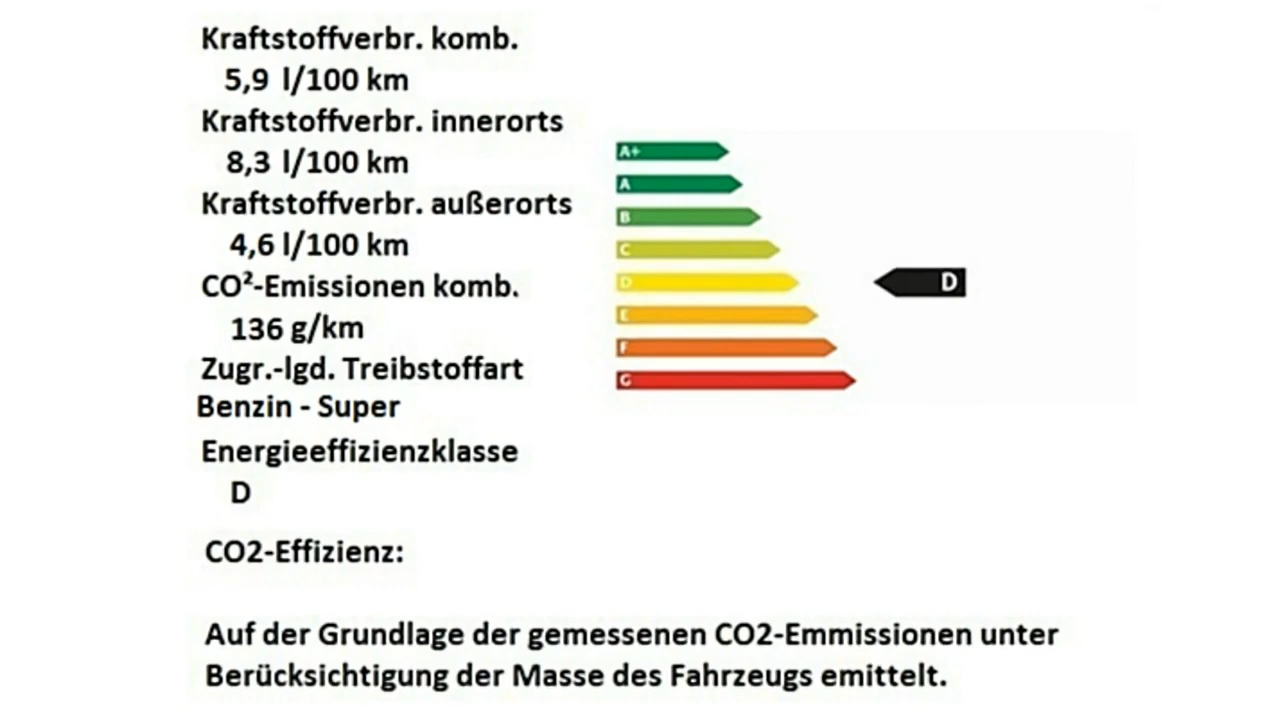 Kraftstoffverbr. komb.
5,9 l/100 km
Kraftstoffverbr. innerorts
8,3 l/100 km
Kraftstoffverbr. außerorts
4,6 l/100 km
CO²-Emissionen komb.
136 g/km
Zugr.-lgd. Treibstoffart
Benzin - Super
Energieeffizienzklasse
D
CO2-Effizienz:
Auf der Grundlage der gemessenen CO2-Emmissionen unter
Berücksichtigung der Masse des Fahrzeugs emittelt.
A+
A
B
C
D
E
F
G
D